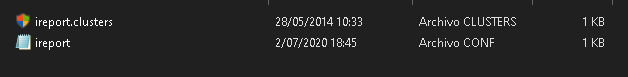 ireport.clusters 28/05/2014 10:33 Archivo CLUSTERS 1 KB
ireport 2/07/2020 18:45 Archivo CONF 1 KB